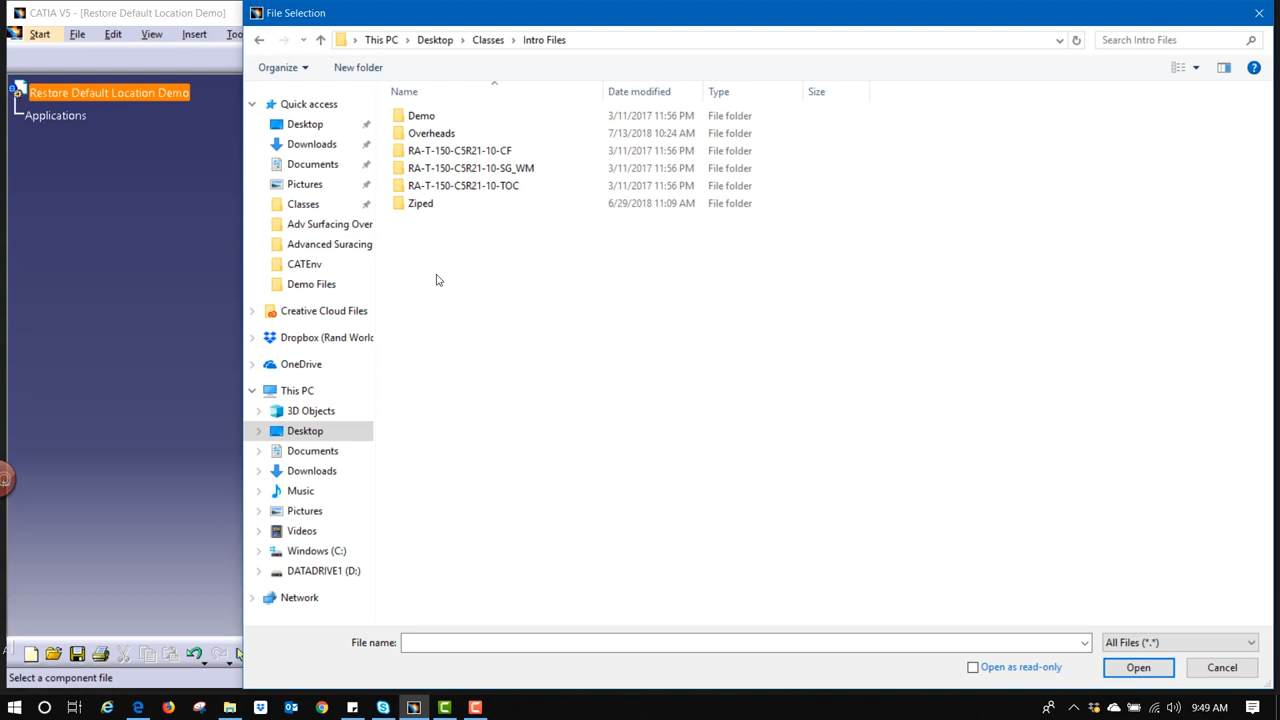 CATIA V5 - [Restore Default Location Demo]
Start File Edit View Insert Too
Restore Default Location Demo
Applications
Select a component file
File Selection
This PC > Desktop > Classes > Intro Files
Search Intro Files
Organize New folder
Name Date modified Type Size
Demo 3/11/2017 11:56 PM File folder
Overheads 7/13/2018 10:24 AM File folder
RA-T-150-C5R21-10-CF 3/11/2017 11:56 PM File folder
RA-T-150-C5R21-10-SG_WM 3/11/2017 11:56 PM File folder
RA-T-150-C5R21-10-TOC 3/11/2017 11:56 PM File folder
Ziped 6/29/2018 11:09 AM File folder
Quick access
Desktop
Downloads
Documents
Pictures
Classes
Adv Surfacing Over
Advanced Suracing
CATEnv
Demo Files
Creative Cloud Files
Dropbox (Rand World
OneDrive
This PC
3D Objects
Desktop
Documents
Downloads
Music
Pictures
Videos
Windows (C:)
DATADRIVE1 (D:)
Network
File name: All Files (*.*)
Open as read-only Open Cancel
9:49 AM